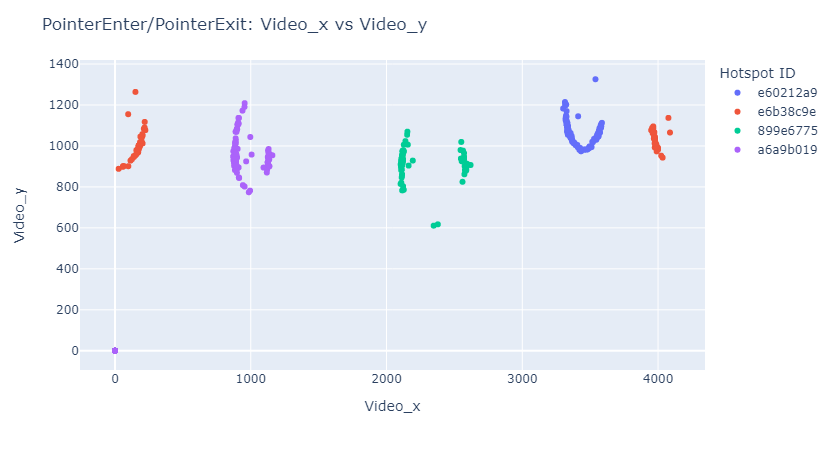 PointerEnter/PointerExit: Video_x vs Video_y
Hotspot ID
e60212a9
e6b38c9e
899e6775
a6a9b019
1400
1200
1000
800
600
400
200
0
Video_y
0 1000 2000 3000 4000
Video_x